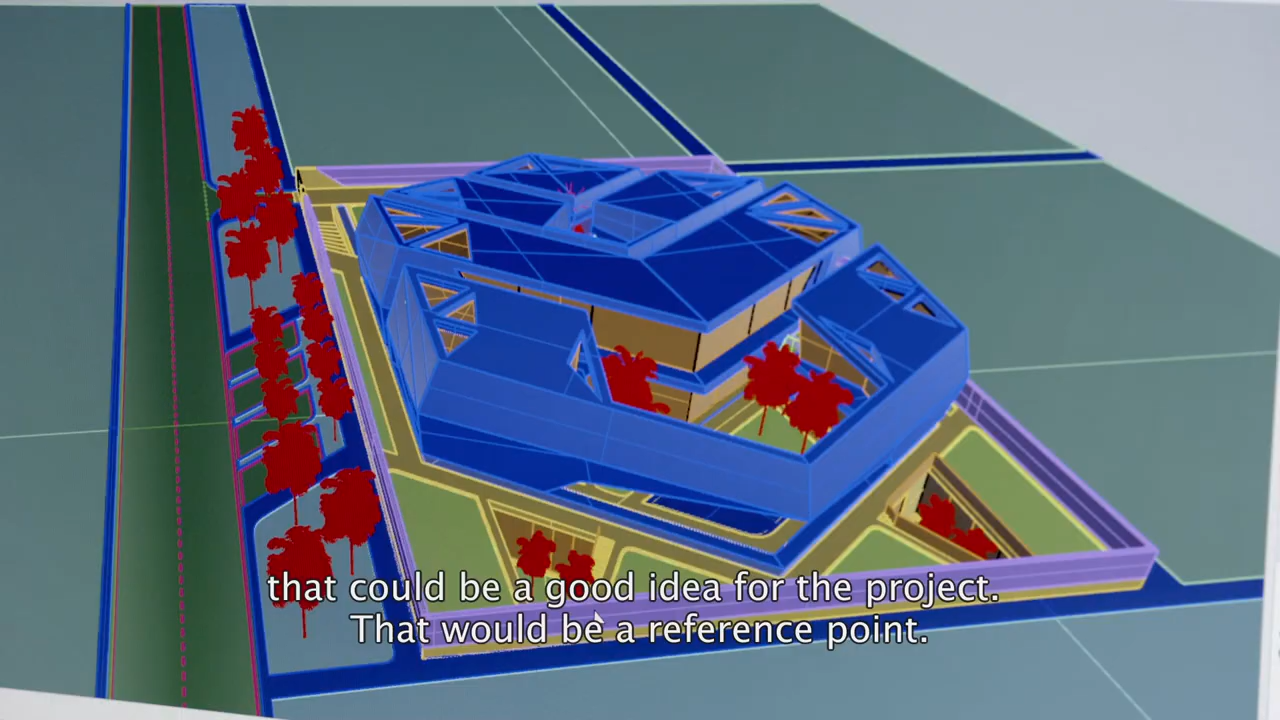 that could be a good idea for the project.
That would be a reference point.